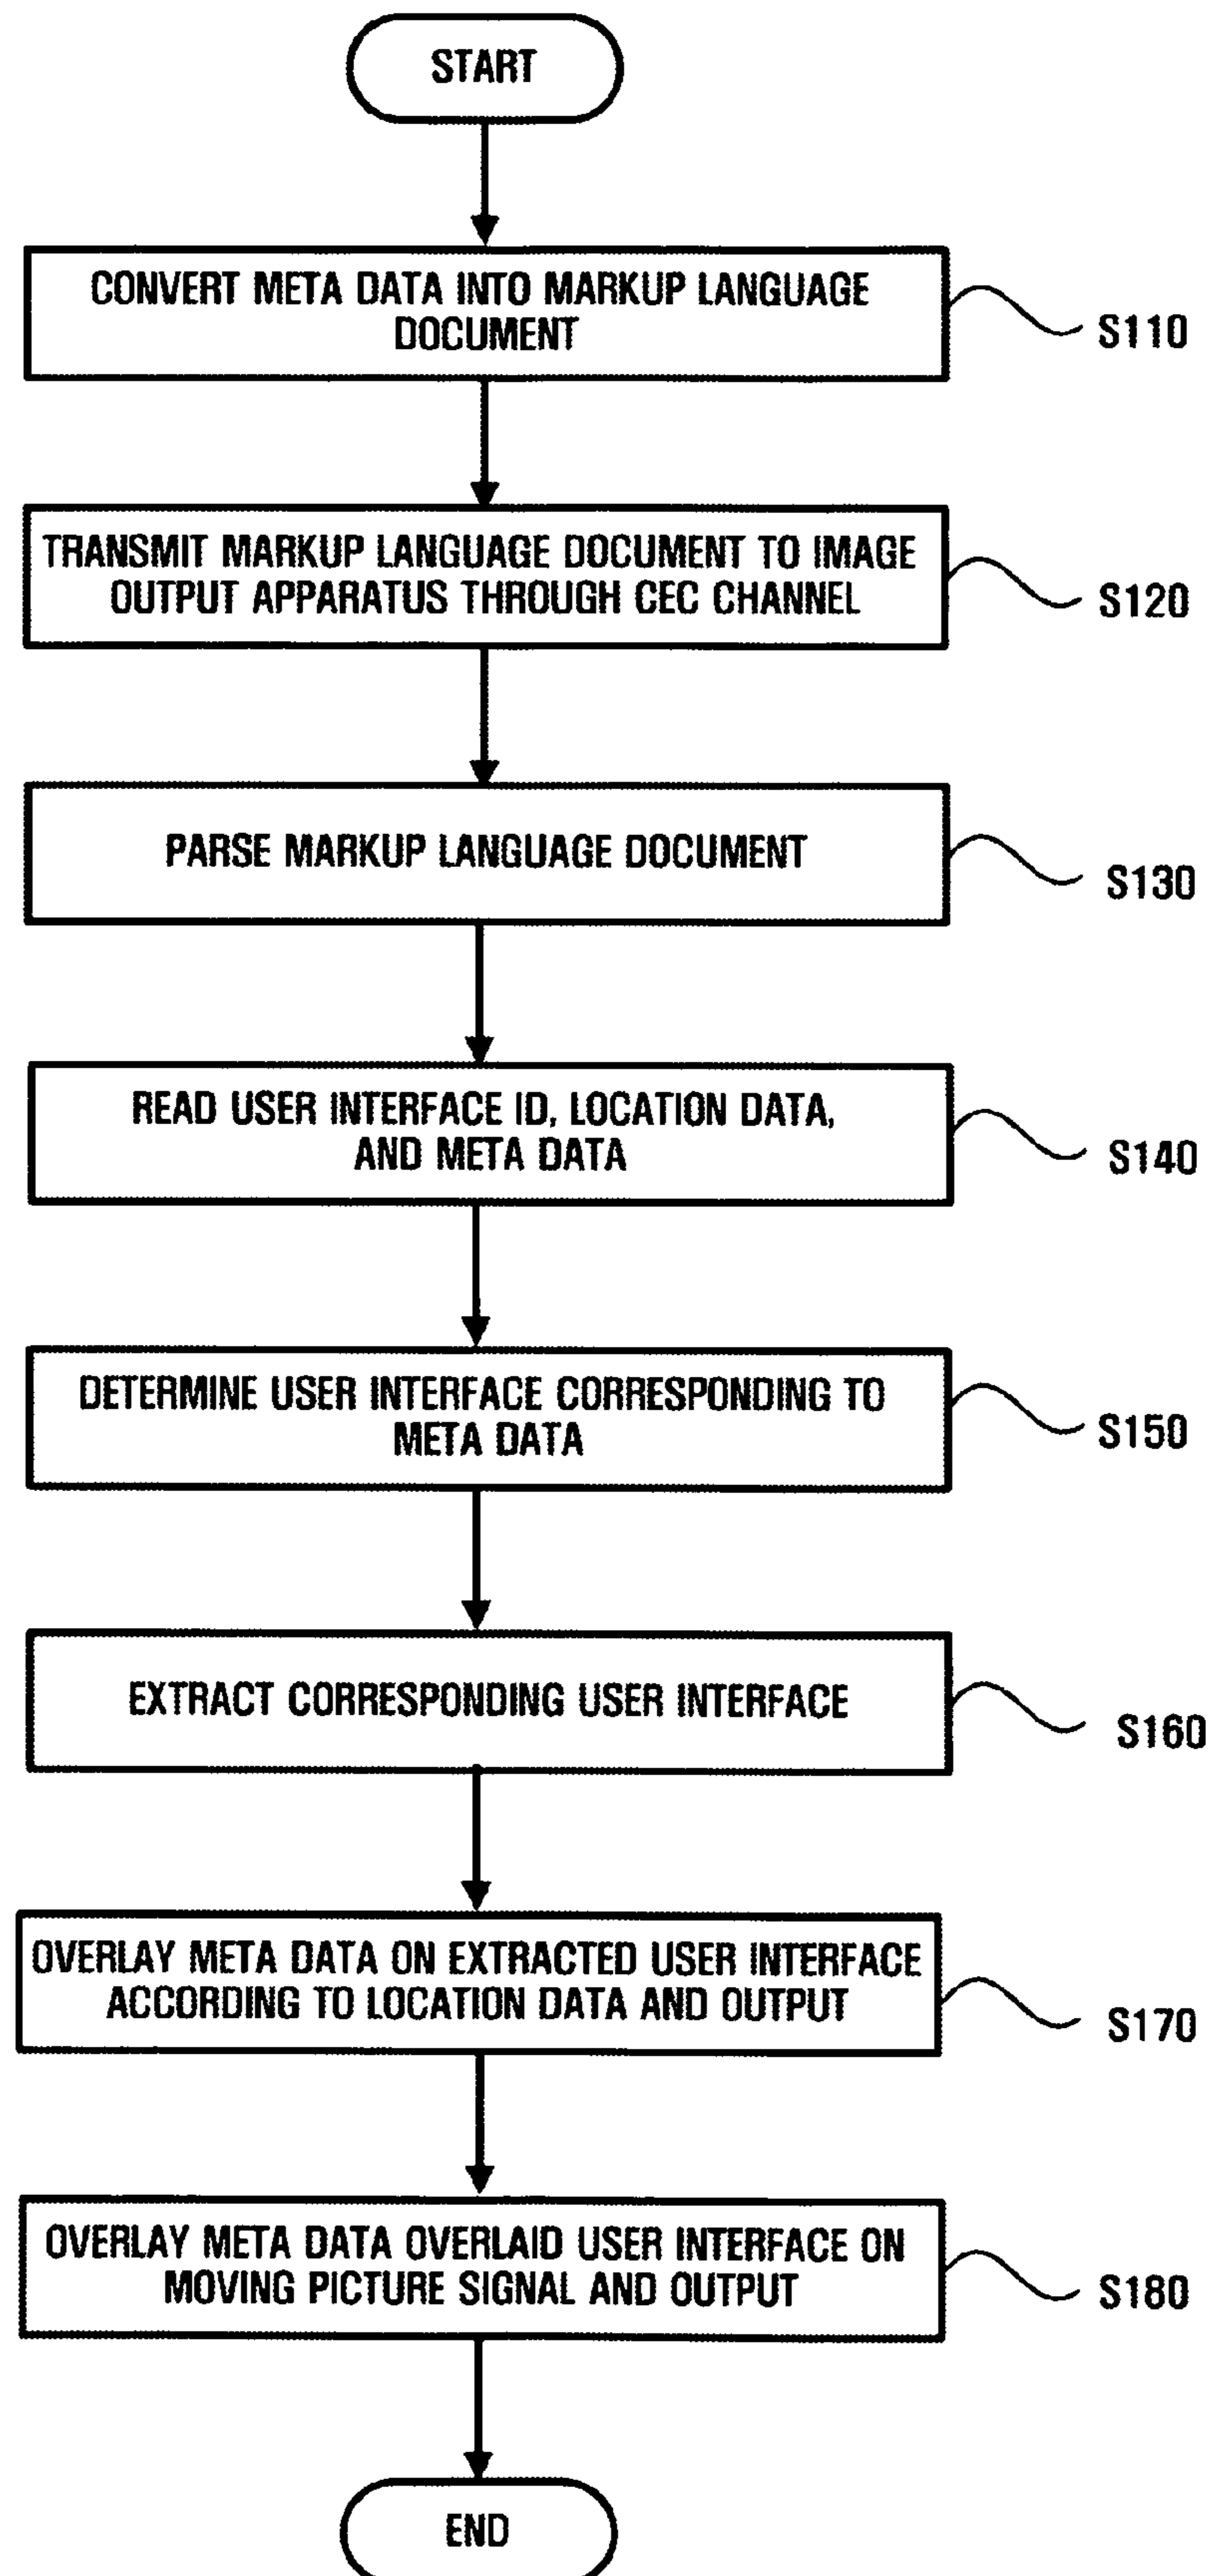 START
CONVERT META DATA INTO MARKUP LANGUAGE
DOCUMENT
S110
TRANSMIT MARKUP LANGUAGE DOCUMENT TO IMAGE
OUTPUT APPARATUS THROUGH CEC CHANNEL
S120
PARSE MARKUP LANGUAGE DOCUMENT
S130
READ USER INTERFACE ID, LOCATION DATA,
AND META DATA
S140
DETERMINE USER INTERFACE CORRESPONDING TO
META DATA
S150
EXTRACT CORRESPONDING USER INTERFACE
S160
OVERLAY META DATA ON EXTRACTED USER INTERFACE
ACCORDING TO LOCATION DATA AND OUTPUT
S170
OVERLAY META DATA OVERLAID USER INTERFACE ON
MOVING PICTURE SIGNAL AND OUTPUT
S180
END